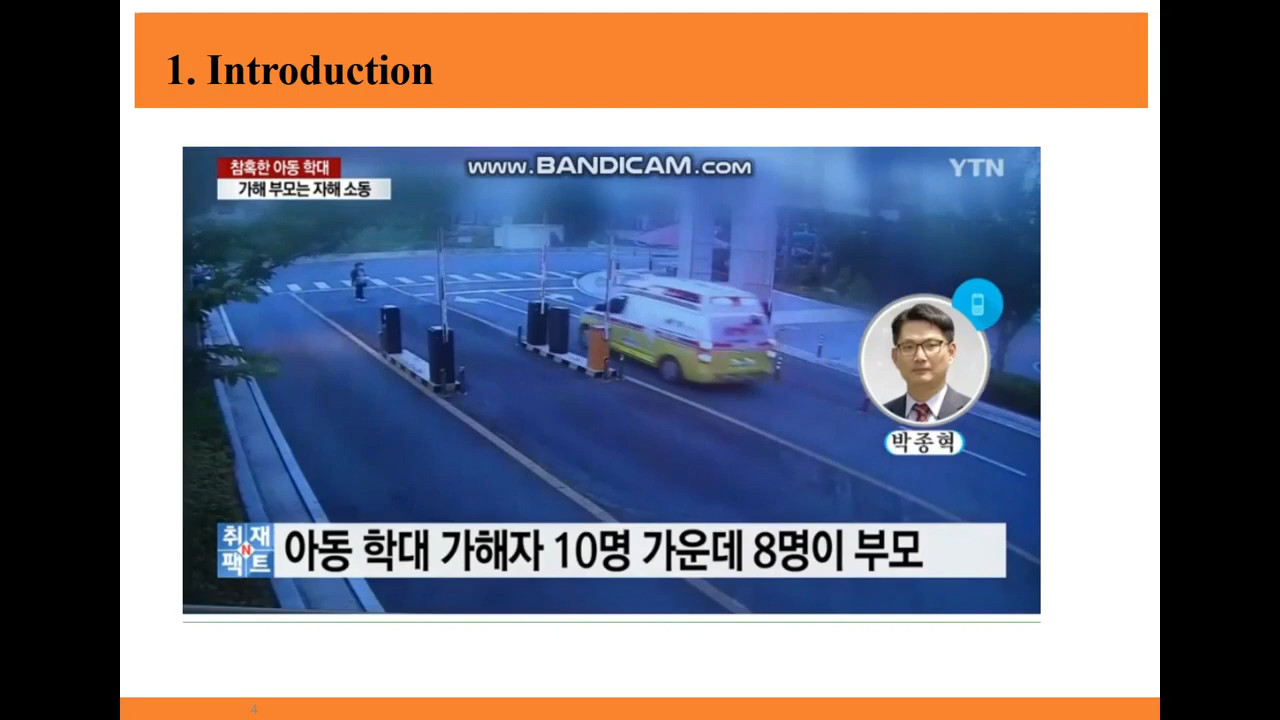 1. Introduction
참혹한 아동 학대
가해 부모는 자해 소동
www.BANDICAM.com
YTN
박종혁
취재
N
팩트
아동 학대 가해자 10명 가운데 8명이 부모
4